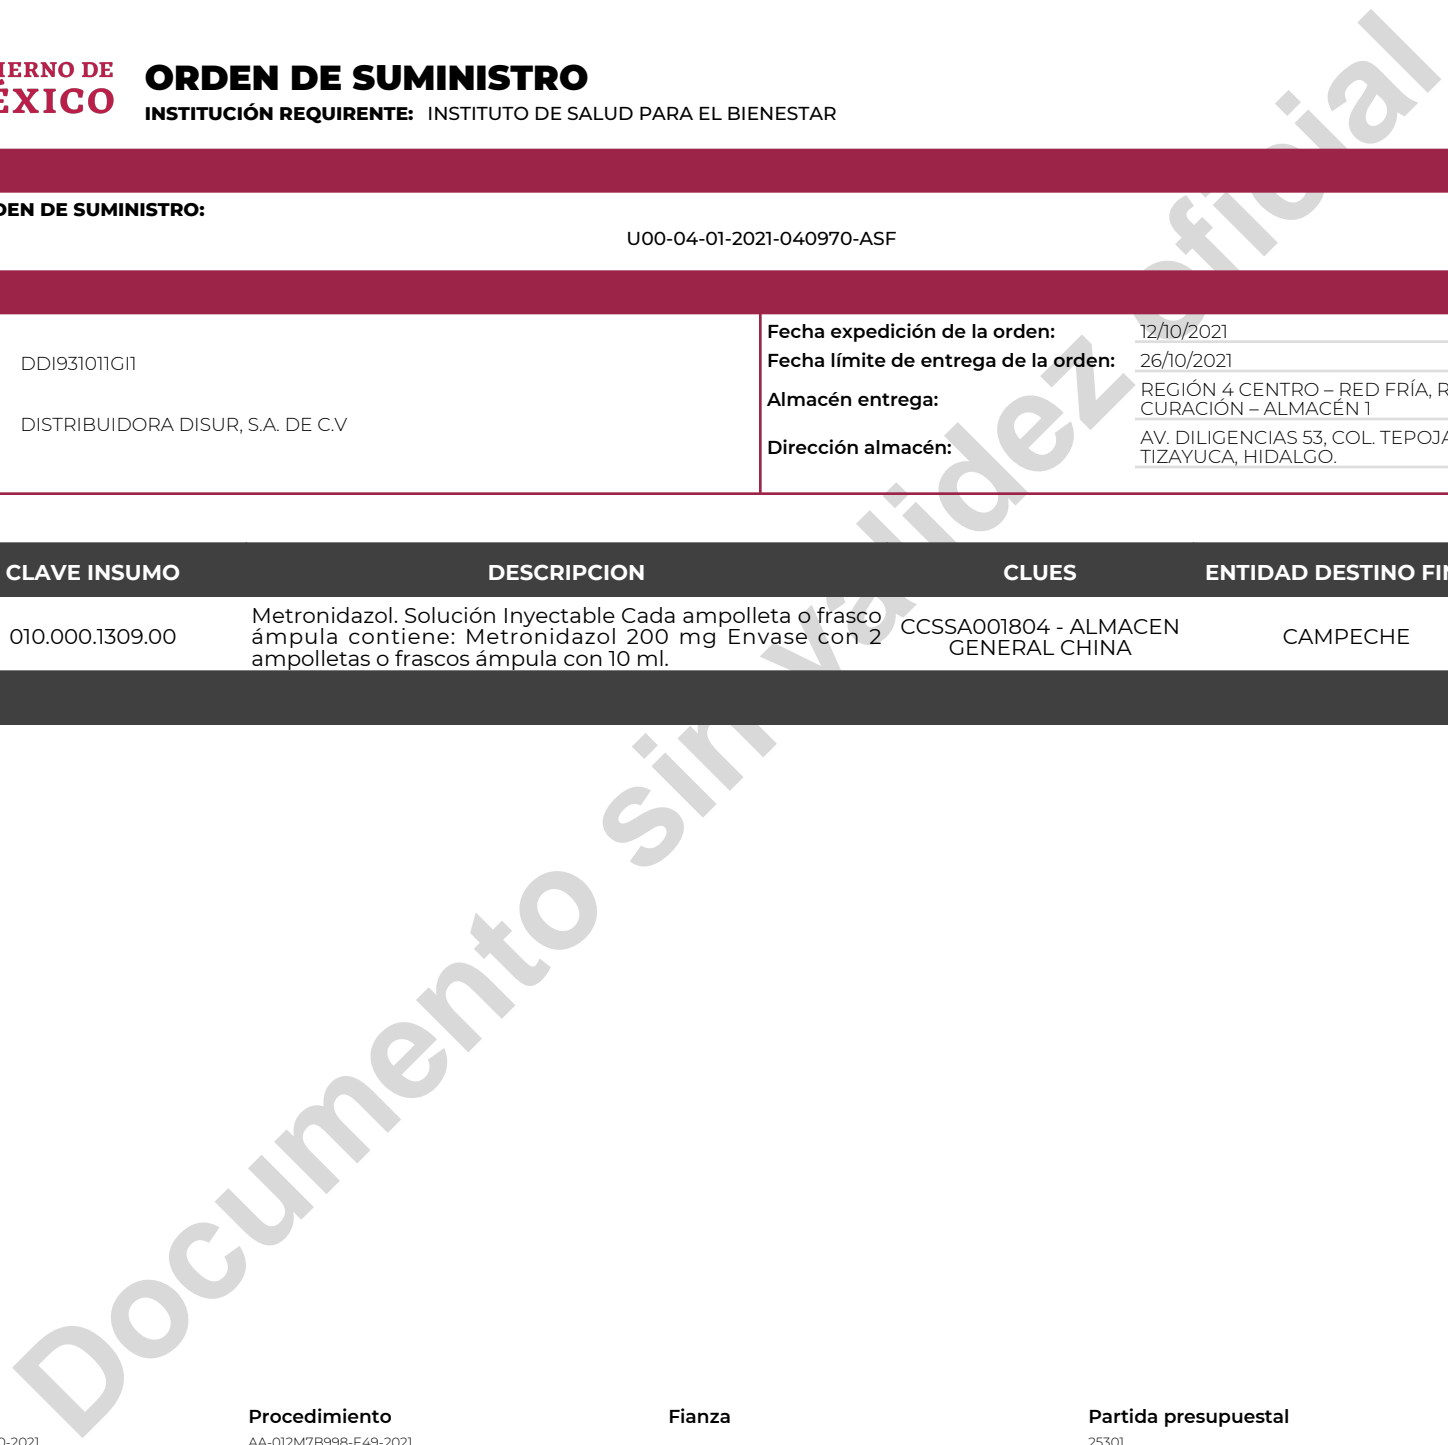 ORDEN DE SUMINISTRO
INSTITUCIÓN REQUIRENTE: INSTITUTO DE SALUD PARA EL BIENESTAR
DE
DE SUMINISTRO:
U00-04-01-2021-040970-ASF
DDI931011GI1
DISTRIBUIDORA DISUR, S.A. DE C.V
Fecha expedición de la orden: 12/10/2021
Fecha límite de entrega de la orden: 26/10/2021
Almacén entrega: REGIÓN 4 CENTRO – RED FRÍA,
CURACIÓN – ALMACÉN 1
Dirección almacén: AV. DILIGENCIAS 53, COL.
TIZAYUCA, HIDALGO.
CLAVE INSUMO DESCRIPCION CLUES ENTIDAD DESTINO
010.000.1309.00
Metronidazol. Solución Inyectable Cada ampolleta o frasco
ámpula contiene: Metronidazol 200 mg Envase con 2
ampolletas o frascos ámpula con 10 ml.
CCSSA001804 - ALMACEN
GENERAL CHINA
CAMPECHE
Documento sin validez oficial
Procedimiento Fianza Partida presupuestal
AA-012M7B998-E49-2021 25301